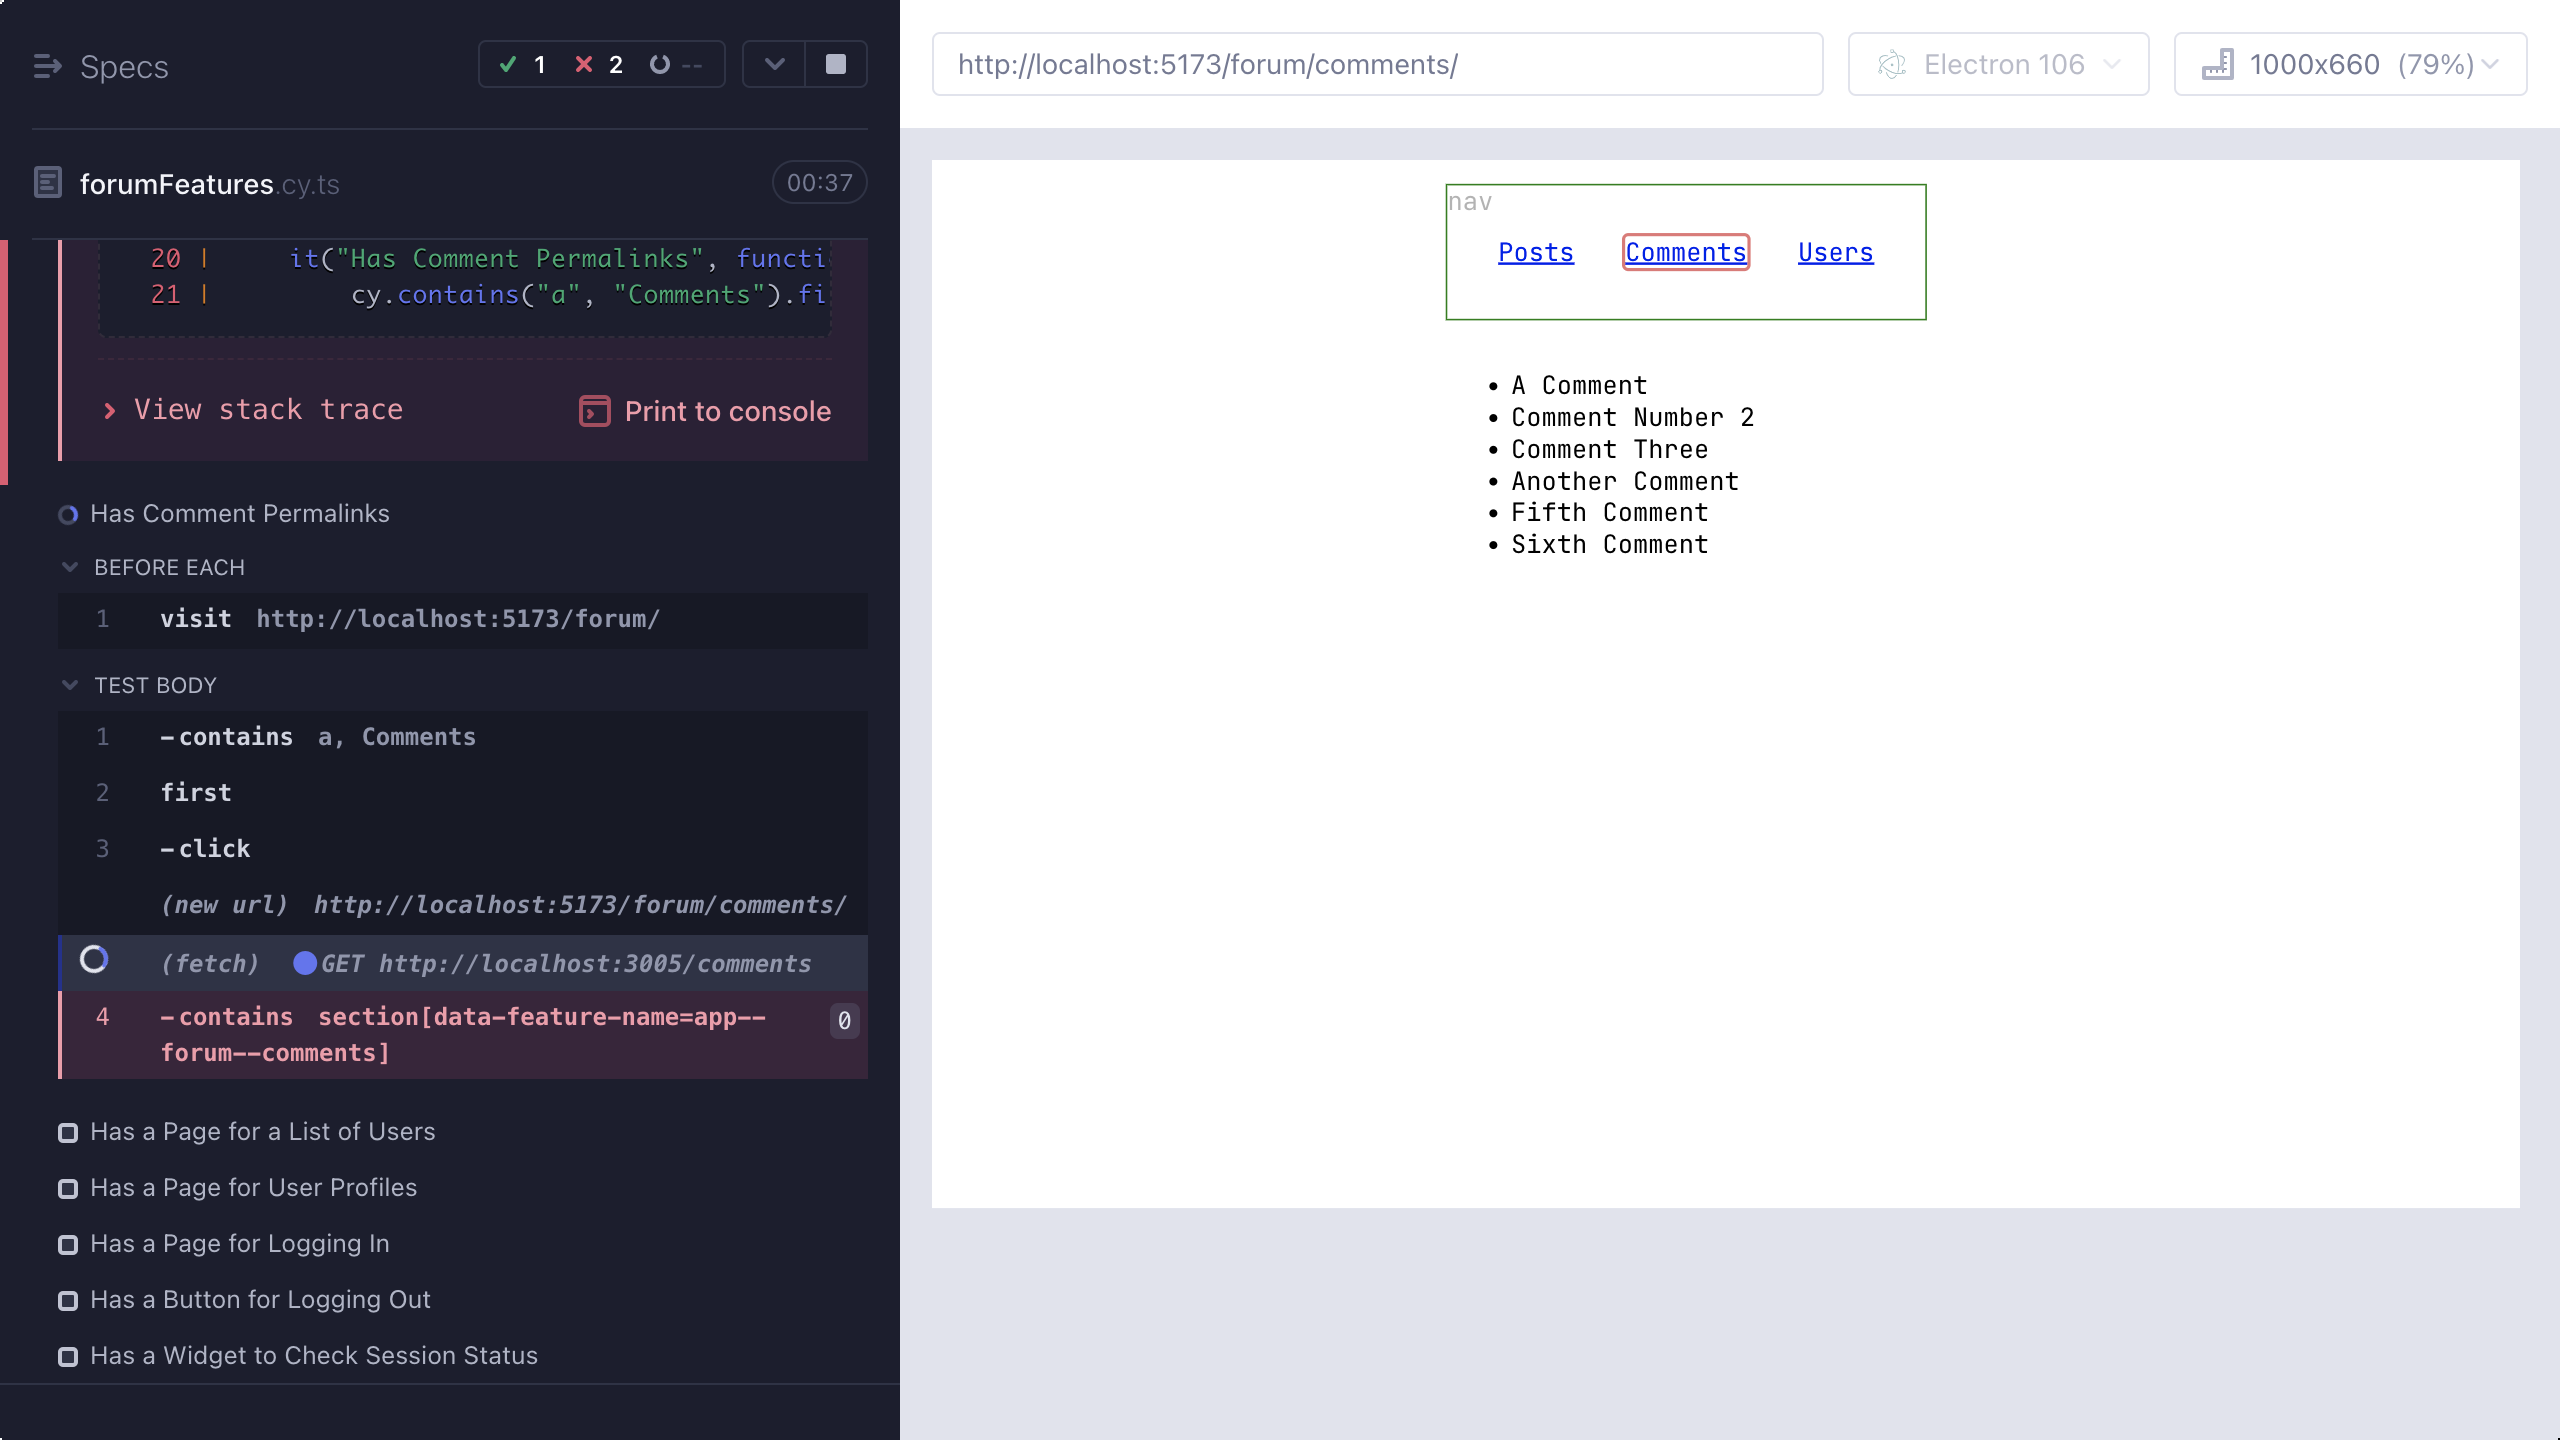 Specs
1 2 --
forumFeatures.cy.ts
00:37
20 | it("Has Comment Permalinks", functi
21 | cy.contains("a", "Comments").fi
View stack trace
Print to console
Has Comment Permalinks
BEFORE EACH
1 visit http://localhost:5173/forum/
TEST BODY
1 -contains a, Comments
2 first
3 -click
(new url) http://localhost:5173/forum/comments/
(fetch) GET http://localhost:3005/comments
4 -contains section[data-feature-name=app--
forum--comments]
0
Has a Page for a List of Users
Has a Page for User Profiles
Has a Page for Logging In
Has a Button for Logging Out
Has a Widget to Check Session Status
http://localhost:5173/forum/comments/
Electron 106
1000x660 (79%)
nav
Posts Comments Users
• A Comment
• Comment Number 2
• Comment Three
• Another Comment
• Fifth Comment
• Sixth Comment